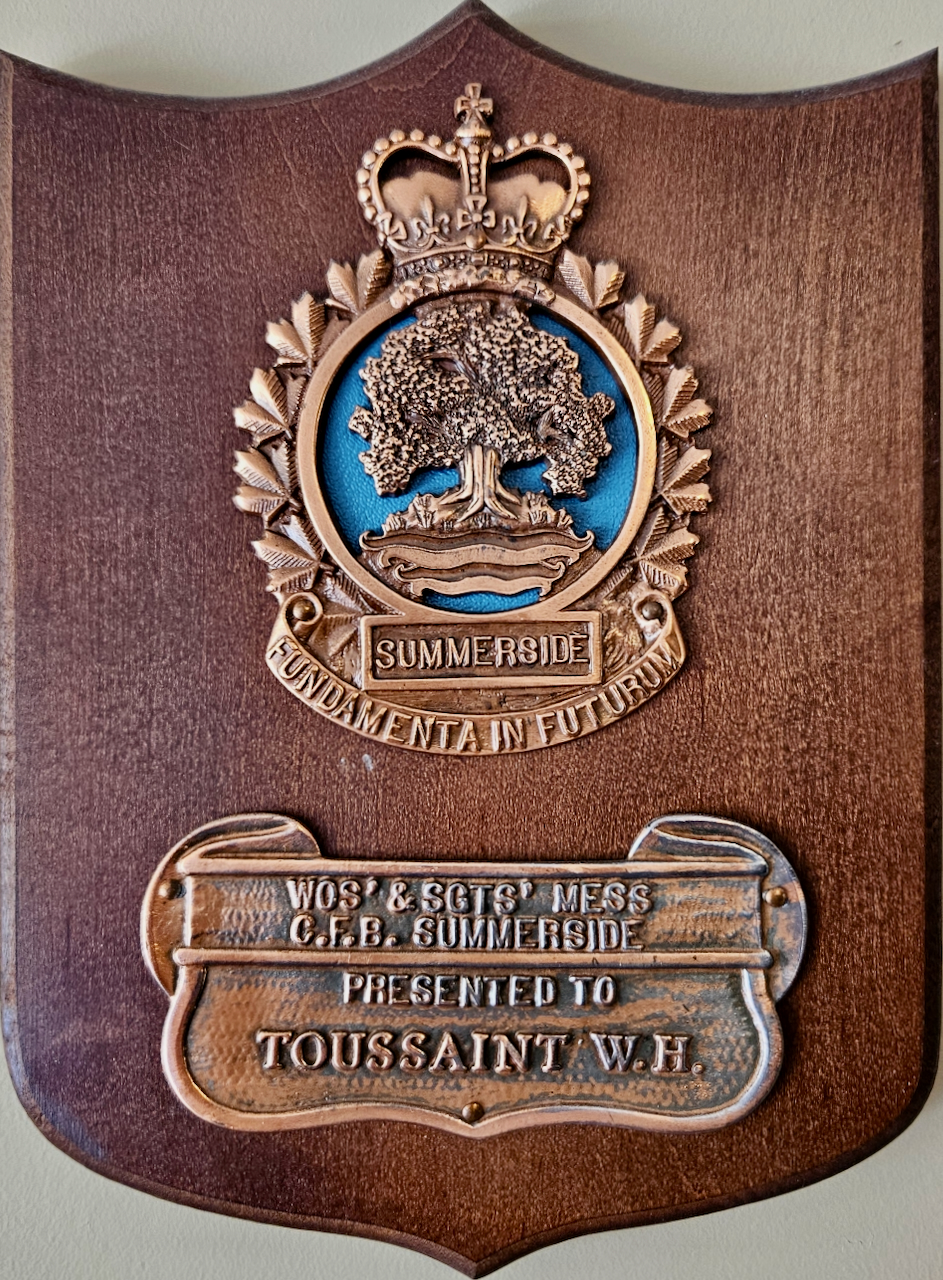 SUMMERSIDE
FUNDAMENTA IN FUTURUM
WOS' & SGTS' MESS
C.F.B. SUMMERSIDE
PRESENTED TO
TOUSSAINT W.H.